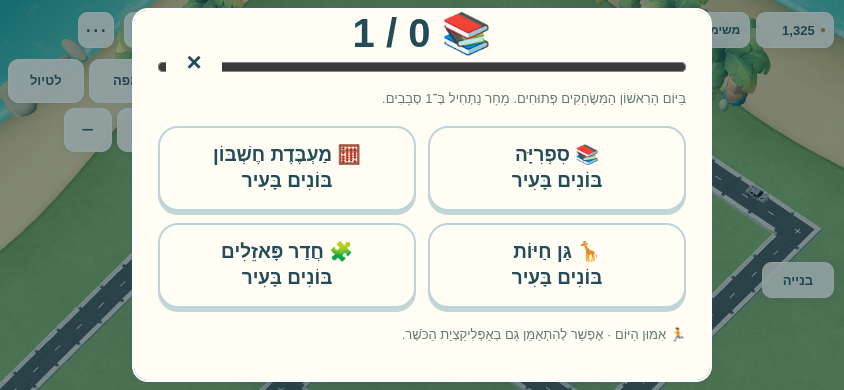 1,325
משימ
📚 0 / 1
✕
בַּיּוֹם הָרִאשׁוֹן הַמִּשְׂחָקִים פְּתוּחִים. מָחָר נַתְחִיל בְּ־1 סְבָבִים.
📚 סִפְרִיָּה
בּוֹנִים בָּעִיר
🧮 מַעְבֶּדֶת חֶשְׁבּוֹן
בּוֹנִים בָּעִיר
🦒 גַּן חַיּוֹת
בּוֹנִים בָּעִיר
🧩 חֲדַר פָּאזֵלִים
בּוֹנִים בָּעִיר
🏃 אִמּוּן הַיּוֹם · אֶפְשָׁר לְהִתְאַמֵּן גַּם בְּאַפְּלִיקַצְיַת הַכֹּשֶׁר.
...
מפה
לטיול
—
בנייה